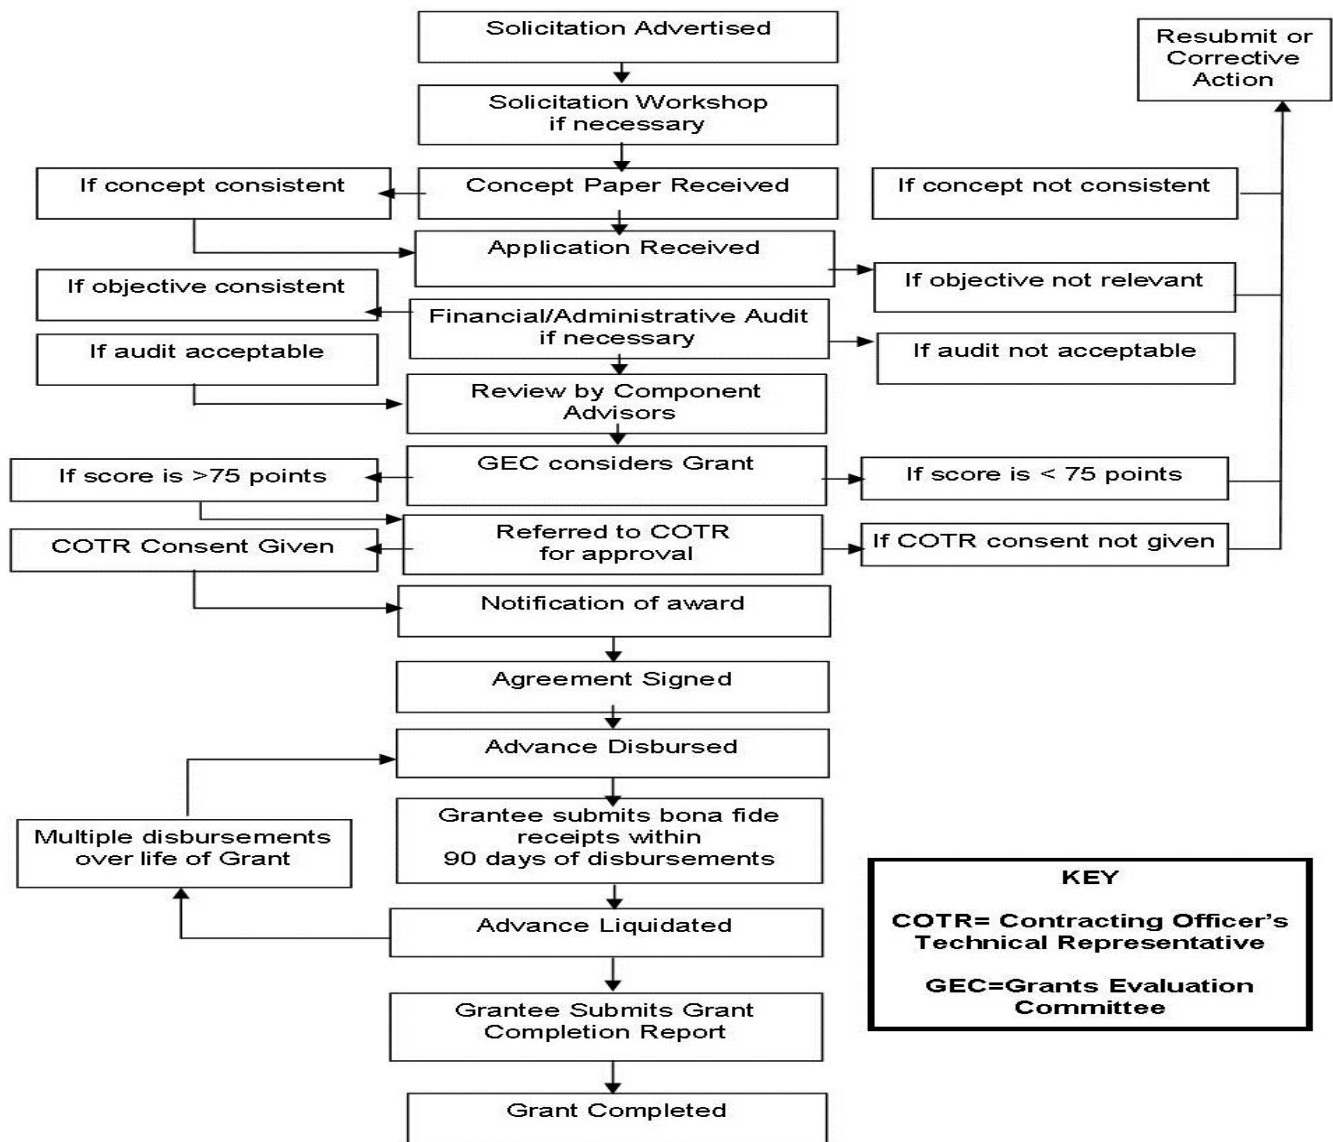 Solicitation Advertised
Resubmit or
Corrective
Action
Solicitation Workshop
if necessary
If concept consistent
Concept Paper Received
If concept not consistent
Application Received
If objective consistent
If objective not relevant
Financial/Administrative Audit
if necessary
If audit acceptable
If audit not acceptable
Review by Component
Advisors
If score is >75 points
GEC considers Grant
If score is < 75 points
COTR Consent Given
Referred to COTR
for approval
If COTR consent not given
Notification of award
Agreement Signed
Advance Disbursed
Multiple disbursements
over life of Grant
Grantee submits bona fide
receipts within
90 days of disbursements
Advance Liquidated
Grantee Submits Grant
Completion Report
Grant Completed
KEY
COTR= Contracting Officer’s
Technical Representative
GEC=Grants Evaluation
Committee